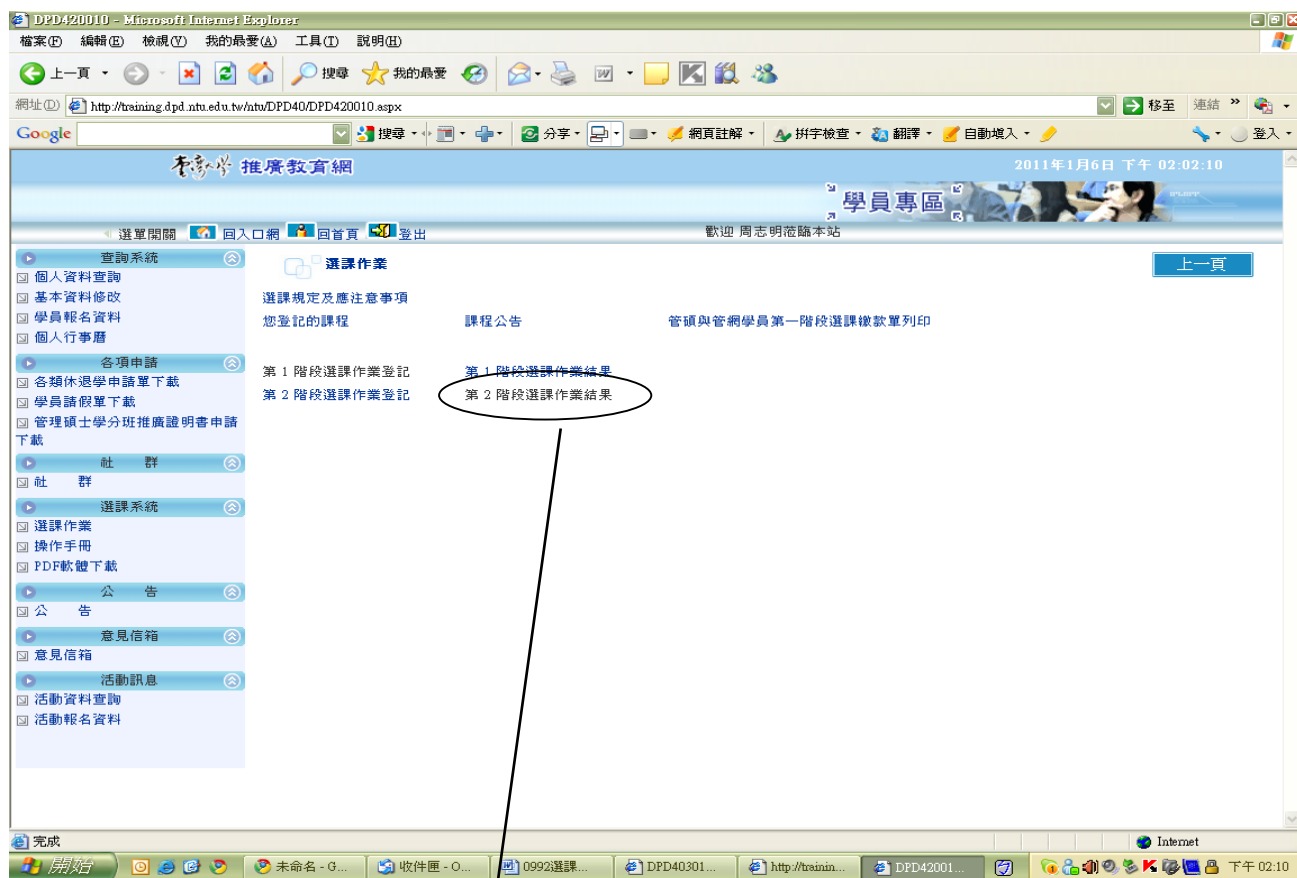 DPD420010 - Microsoft Internet Explorer
檔案(F) 編輯(E) 檢視(V) 我的最愛(A) 工具(T) 說明(H)
上一頁 搜尋 我的最愛
網址(D) http://training.dpd.ntu.edu.tw/ntu/DPD40/DPD420010.aspx 移至 連結 »
Google 搜尋 分享 網頁註解 拼字檢查 翻譯 自動填入 登入
推廣教育網 2011年1月6日 下午 02:02:10
學員專區
選單開關 回入口網 回首頁 登出 歡迎 周志明蒞臨本站
查詢系統
個人資料查詢
基本資料修改
學員報名資料
個人行事曆
各項申請
各類休退學申請單下載
學員請假單下載
管理碩士學分班推廣證明書申請
下載
社 群
社 群
選課系統
選課作業
操作手冊
PDF軟體下載
公 告
公 告
意見信箱
意見信箱
活動訊息
活動資料查詢
活動報名資料
選課作業 上一頁
選課規定及應注意事項
您登記的課程 課程公告 管碩與管網學員第一階段選課繳款單列印
第 1 階段選課作業登記 第 1 階段選課作業結果
第 2 階段選課作業登記 第 2 階段選課作業結果
完成 Internet
開始 未命名 - G... 收件匣 - O... 0992選課... DPD40301... http://trainin... DPD42001... 下午 02:10